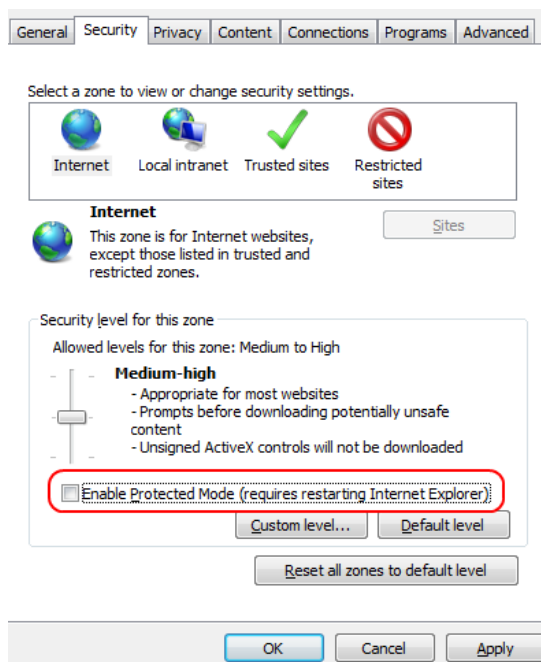 General Security Privacy Content Connections Programs Advanced
Select a zone to view or change security settings.
Internet Local intranet Trusted sites Restricted
sites
Internet
This zone is for Internet websites,
except those listed in trusted and
restricted zones.
Sites
Security level for this zone
Allowed levels for this zone: Medium to High
Medium-high
- Appropriate for most websites
- Prompts before downloading potentially unsafe
content
- Unsigned ActiveX controls will not be downloaded
Enable Protected Mode (requires restarting Internet Explorer)
Custom level... Default level
Reset all zones to default level
OK Cancel Apply